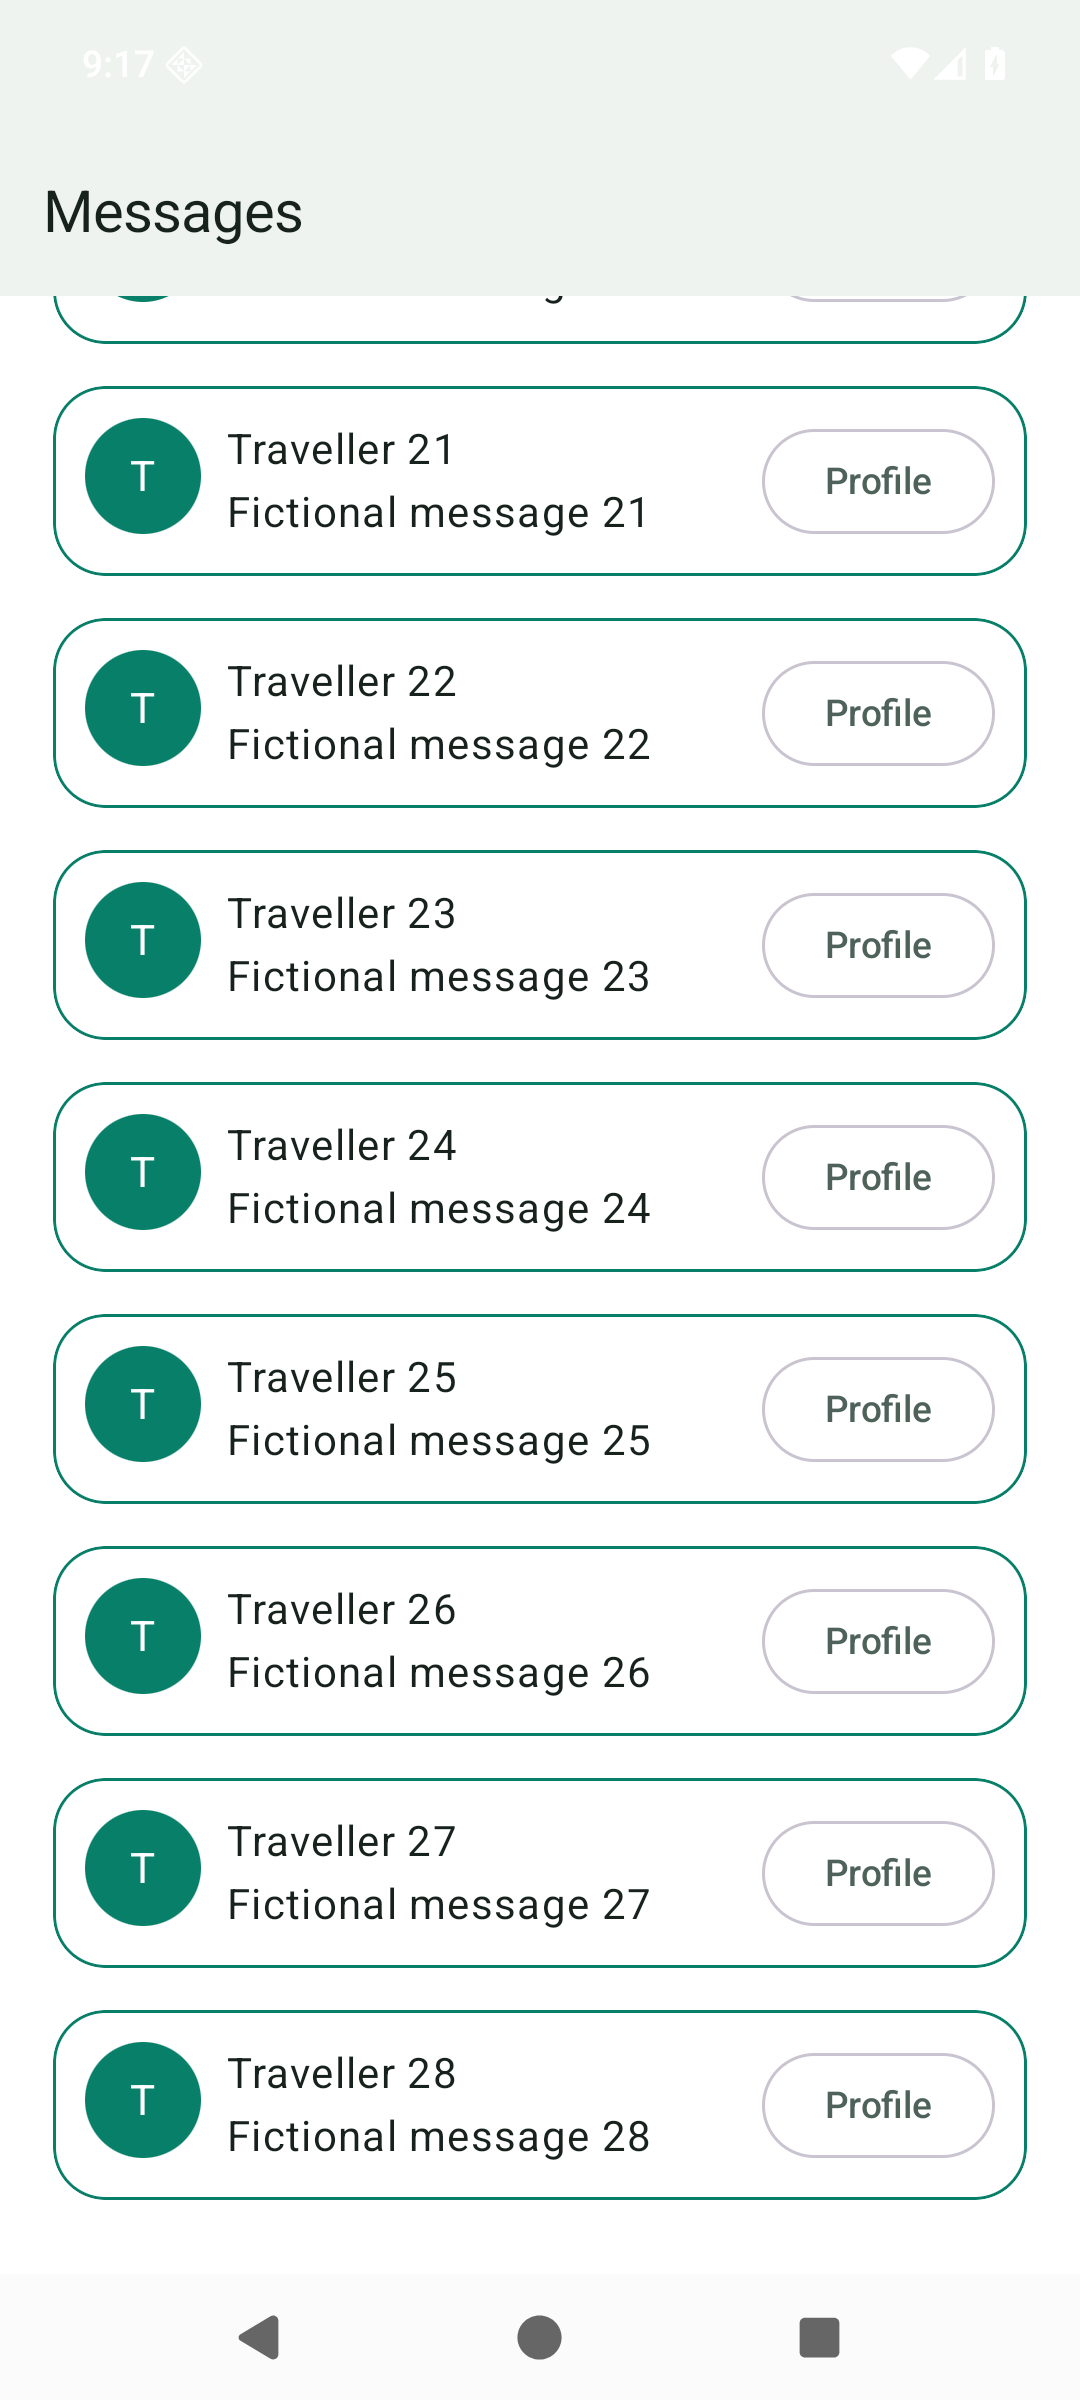 9:17
Messages
T
Traveller 21
Fictional message 21
Profile
T
Traveller 22
Fictional message 22
Profile
T
Traveller 23
Fictional message 23
Profile
T
Traveller 24
Fictional message 24
Profile
T
Traveller 25
Fictional message 25
Profile
T
Traveller 26
Fictional message 26
Profile
T
Traveller 27
Fictional message 27
Profile
T
Traveller 28
Fictional message 28
Profile